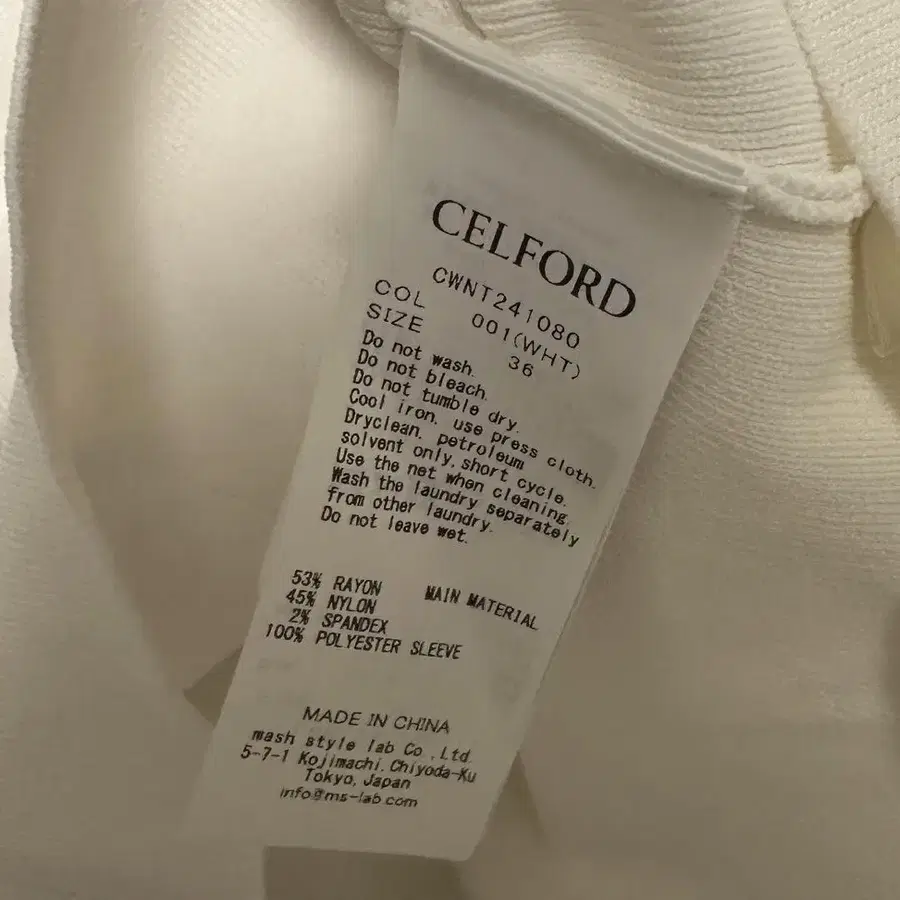 CELFORD
CWNT241080
COL 001(WHT)
SIZE 36
Do not wash.
Do not bleach.
Do not tumble dry.
Cool iron, use press cloth.
Dryclean, petroleum
solvent only, short cycle.
Use the net when cleaning,
Wash the laundry separately
from other laundry.
Do not leave wet.
53% RAYON MAIN MATERIAL
45% NYLON
2% SPANDEX
100% POLYESTER SLEEVE
MADE IN CHINA
mash style lab Co.,Ltd.
5-7-1 Kojimachi, Chiyoda-Ku
Tokyo, Japan
info@ms-lab.com